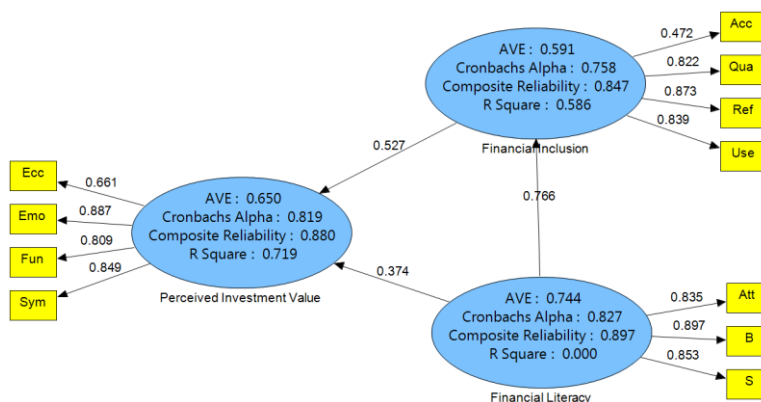 Acc
0.472
AVE : 0.591
Cronbachs Alpha : 0.758
Composite Reliability : 0.847
R Square : 0.586
0.822
Qua
0.873
Ref
0.839
Use
Financial Inclusion
0.527
0.766
Ecc
0.661
Emo
0.887
Fun
0.809
Sym
0.849
AVE : 0.650
Cronbachs Alpha : 0.819
Composite Reliability : 0.880
R Square : 0.719
Perceived Investment Value
0.374
AVE : 0.744
Cronbachs Alpha : 0.827
Composite Reliability : 0.897
R Square : 0.000
Financial Literacy
0.835
Att
0.897
B
0.853
S